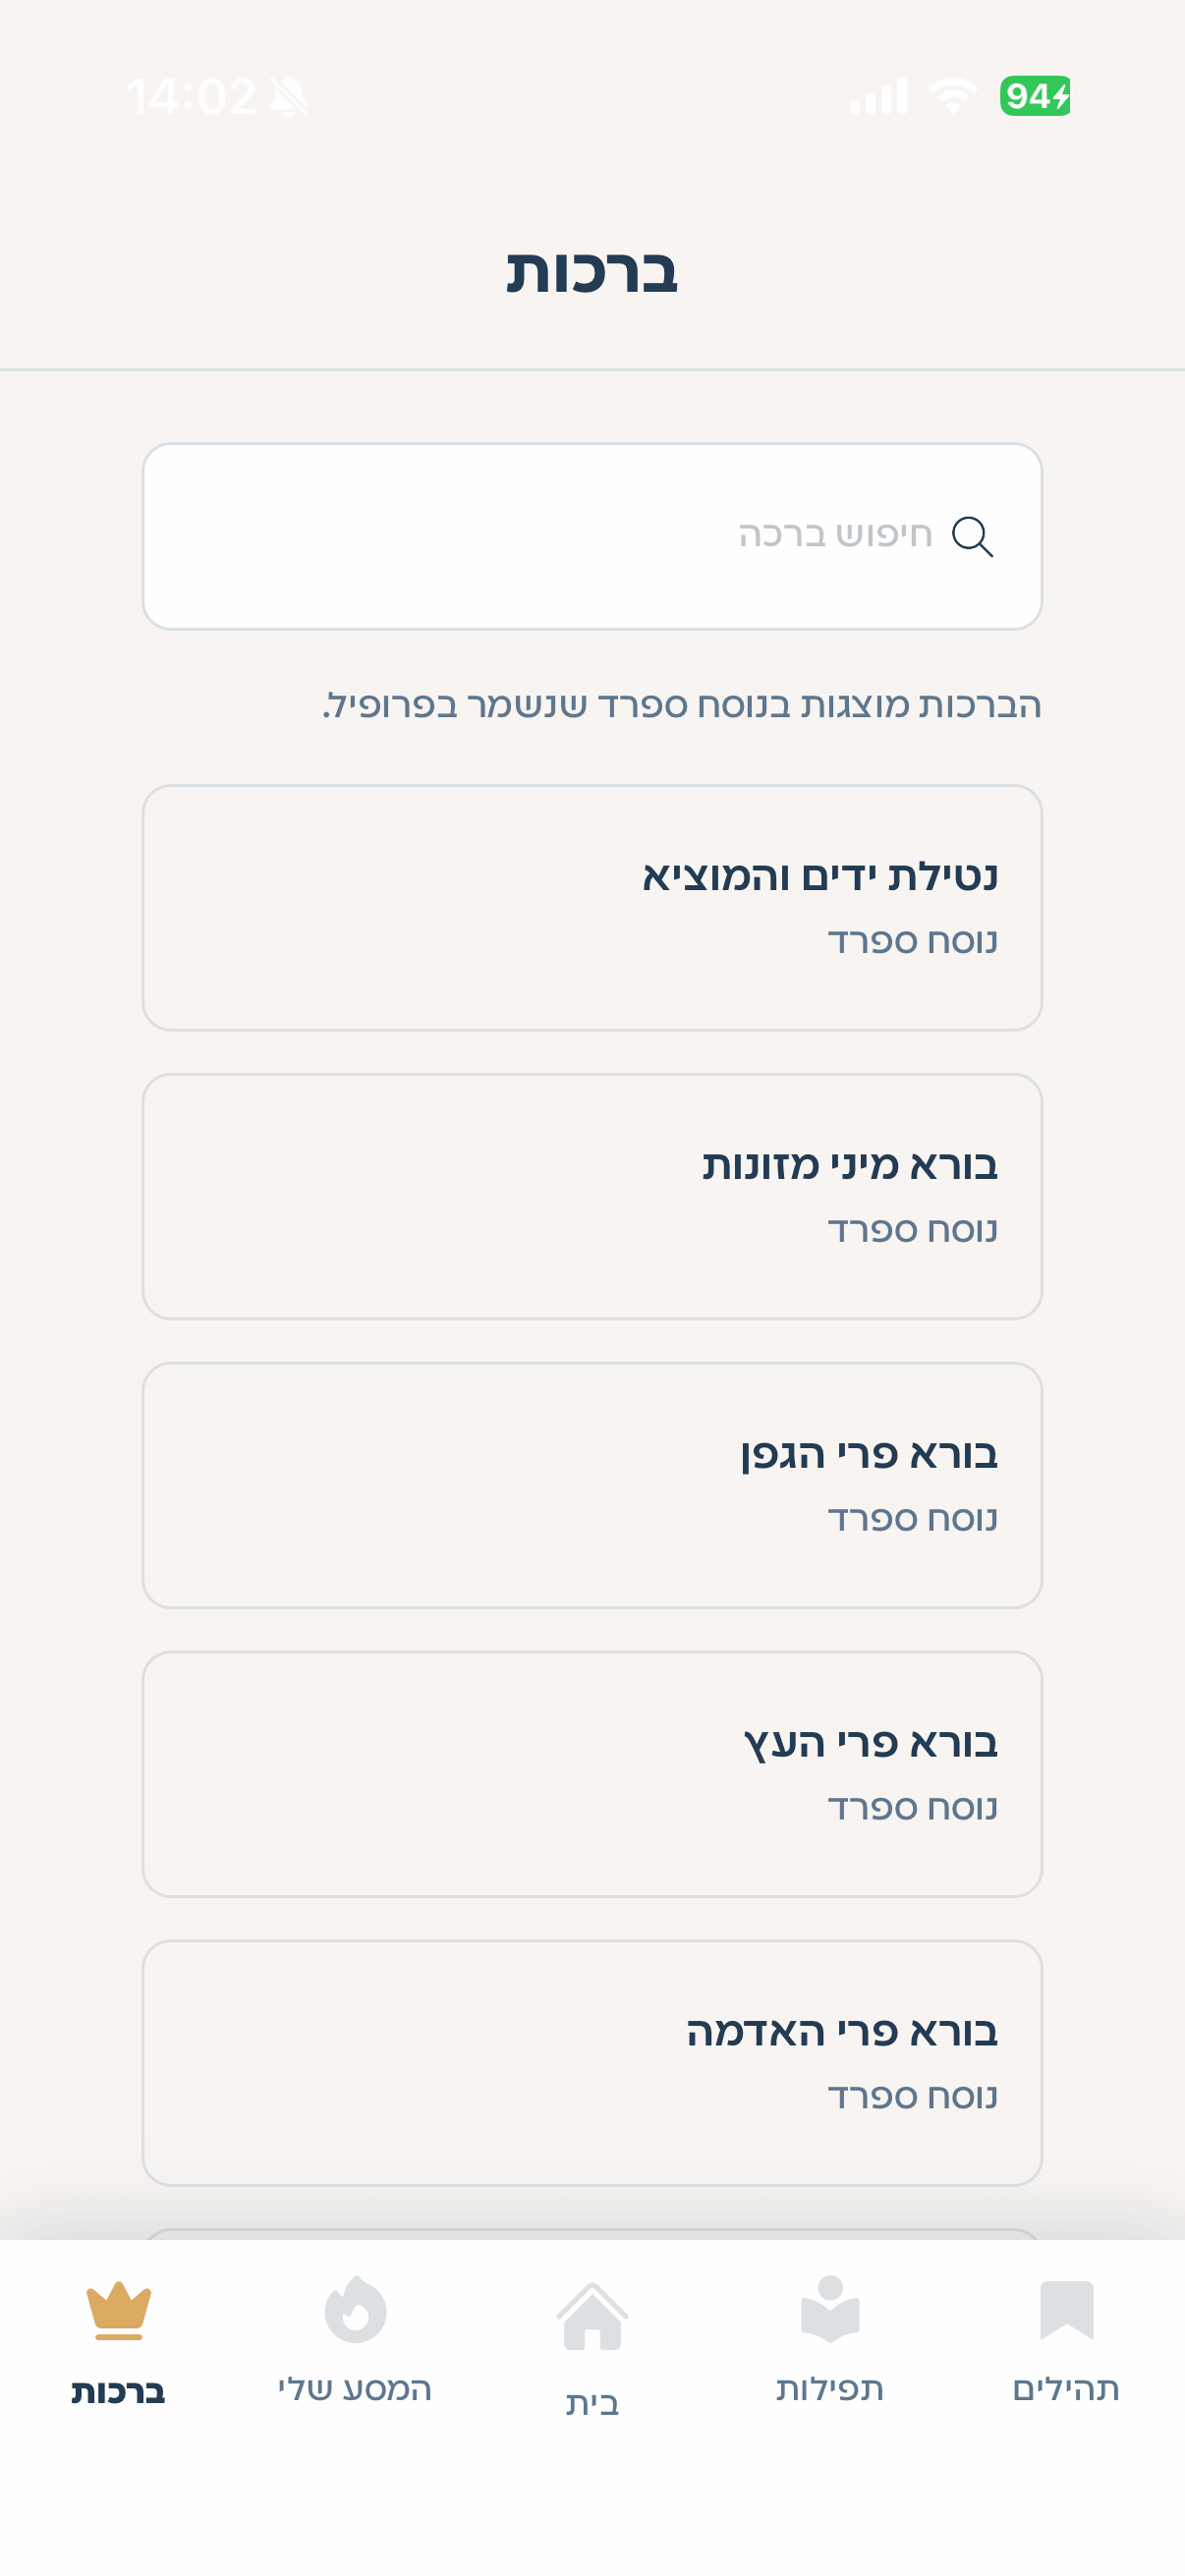 14:02
94
ברכות
חיפוש ברכה
הברכות מוצגות בנוסח ספרד שנשמר בפרופיל.
נטילת ידים והמוציא
נוסח ספרד
בורא מיני מזונות
נוסח ספרד
בורא פרי הגפן
נוסח ספרד
בורא פרי העץ
נוסח ספרד
בורא פרי האדמה
נוסח ספרד
תהילים
תפילות
בית
המסע שלי
ברכות